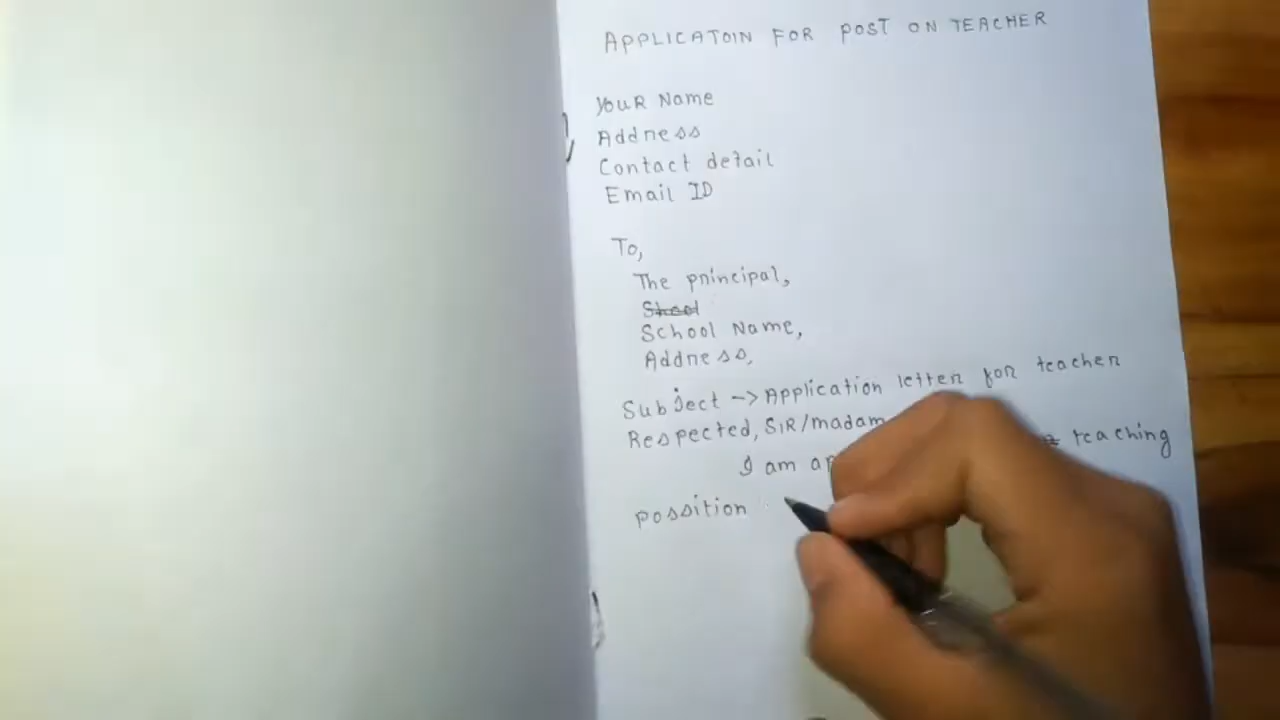 APPLICATOIN FOR POST ON TEACHER
YOUR Name
Address
Contact detail
Email ID
To,
The principal,
Shool
School Name,
Address,
Subject -> Application letter for teacher
Respected, SIR/madam
I am teaching
possition